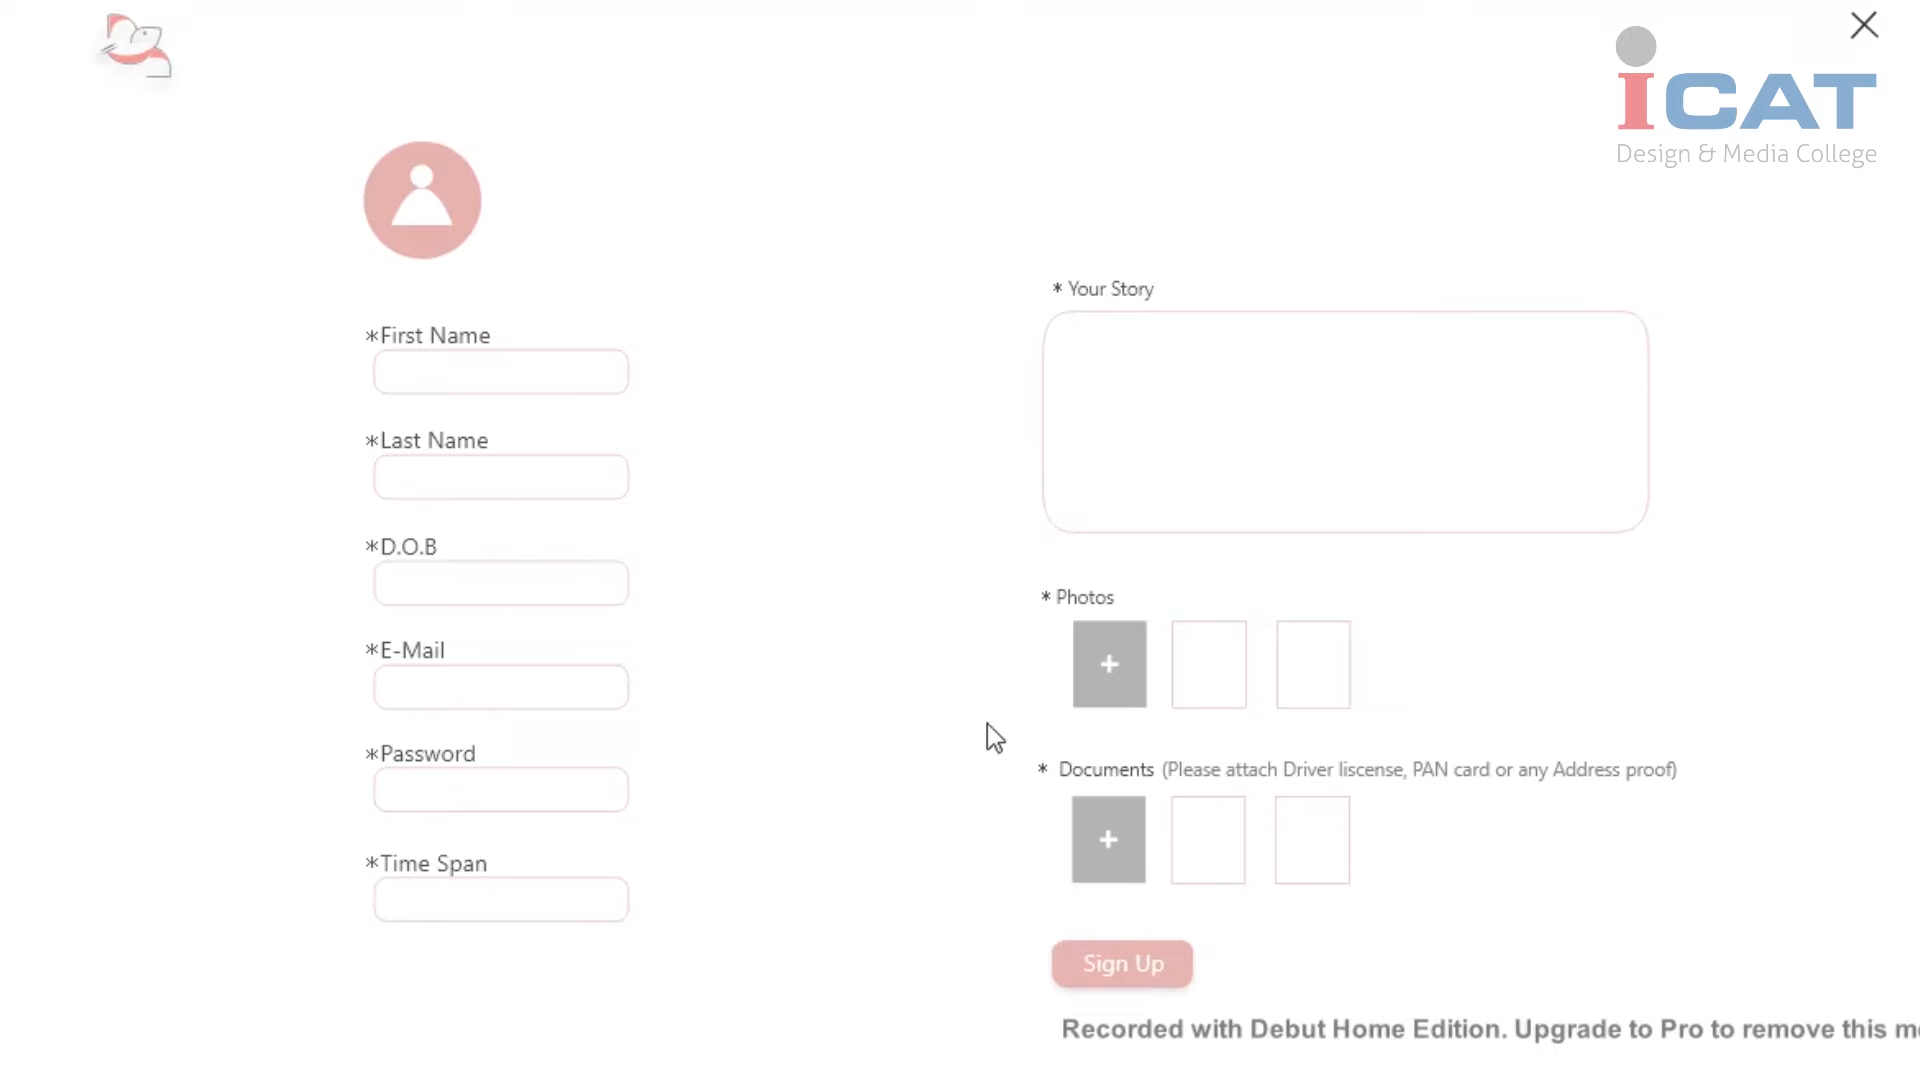 iCAT
Design & Media College
*First Name
*Last Name
*D.O.B
*E-Mail
*Password
*Time Span
* Your Story
* Photos
+
* Documents (Please attach Driver liscense, PAN card or any Address proof)
+
Sign Up
Recorded with Debut Home Edition. Upgrade to Pro to remove this